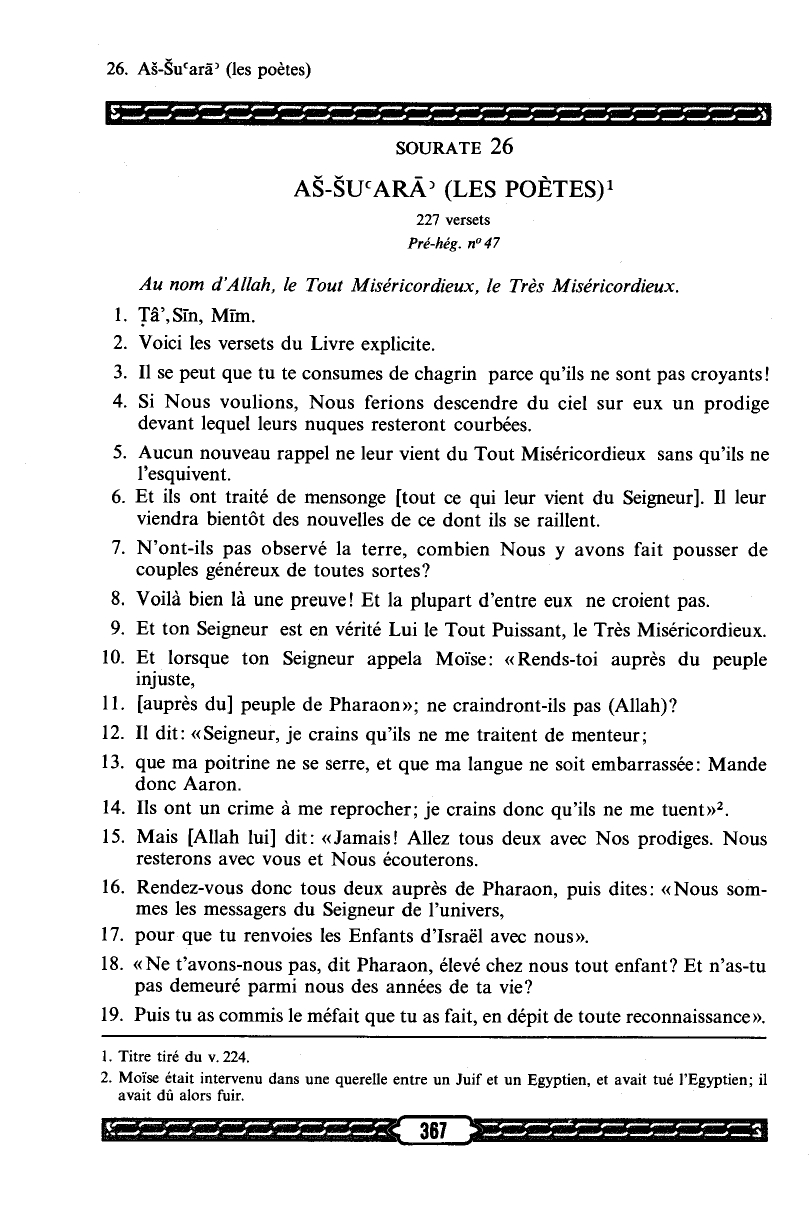 26. Aš-Šuᶜarāʾ (les poètes)
SOURATE 26
AŠ-ŠUᶜARĀʾ (LES POÈTES)¹
227 versets
Pré-hég. nº 47
Au nom d'Allah, le Tout Miséricordieux, le Très Miséricordieux.
1. Ṭâ', Sīn, Mīm.
2. Voici les versets du Livre explicite.
3. Il se peut que tu te consumes de chagrin parce qu'ils ne sont pas croyants!
4. Si Nous voulions, Nous ferions descendre du ciel sur eux un prodige
devant lequel leurs nuques resteront courbées.
5. Aucun nouveau rappel ne leur vient du Tout Miséricordieux sans qu'ils ne
l'esquivent.
6. Et ils ont traité de mensonge [tout ce qui leur vient du Seigneur]. Il leur
viendra bientôt des nouvelles de ce dont ils se raillent.
7. N'ont-ils pas observé la terre, combien Nous y avons fait pousser de
couples généreux de toutes sortes?
8. Voilà bien là une preuve! Et la plupart d'entre eux ne croient pas.
9. Et ton Seigneur est en vérité Lui le Tout Puissant, le Très Miséricordieux.
10. Et lorsque ton Seigneur appela Moïse: «Rends-toi auprès du peuple
injuste,
11. [auprès du] peuple de Pharaon»; ne craindront-ils pas (Allah)?
12. Il dit: «Seigneur, je crains qu'ils ne me traitent de menteur;
13. que ma poitrine ne se serre, et que ma langue ne soit embarrassée: Mande
donc Aaron.
14. Ils ont un crime à me reprocher; je crains donc qu'ils ne me tuent»².
15. Mais [Allah lui] dit: «Jamais! Allez tous deux avec Nos prodiges. Nous
resterons avec vous et Nous écouterons.
16. Rendez-vous donc tous deux auprès de Pharaon, puis dites: «Nous som-
mes les messagers du Seigneur de l'univers,
17. pour que tu renvoies les Enfants d'Israël avec nous».
18. «Ne t'avons-nous pas, dit Pharaon, élevé chez nous tout enfant? Et n'as-tu
pas demeuré parmi nous des années de ta vie?
19. Puis tu as commis le méfait que tu as fait, en dépit de toute reconnaissance».
1. Titre tiré du v. 224.
2. Moïse était intervenu dans une querelle entre un Juif et un Egyptien, et avait tué l'Egyptien; il
avait dû alors fuir.
367